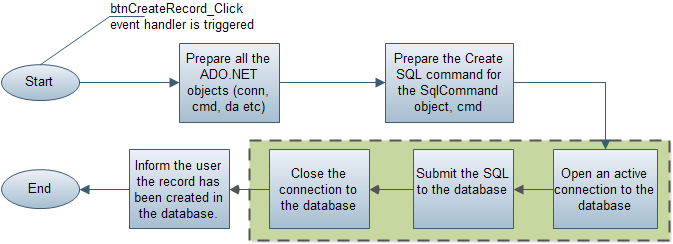 btnCreateRecord_Click
event handler is triggered
Start
Prepare all the
ADO.NET
objects (conn,
cmd, da etc)
Prepare the Create
SQL command for
the SqlCommand
object, cmd
End
Inform the user
the record has
been created in
the database.
Close the
connection to
the database
Submit the SQL
to the database
Open an active
connection to the
database